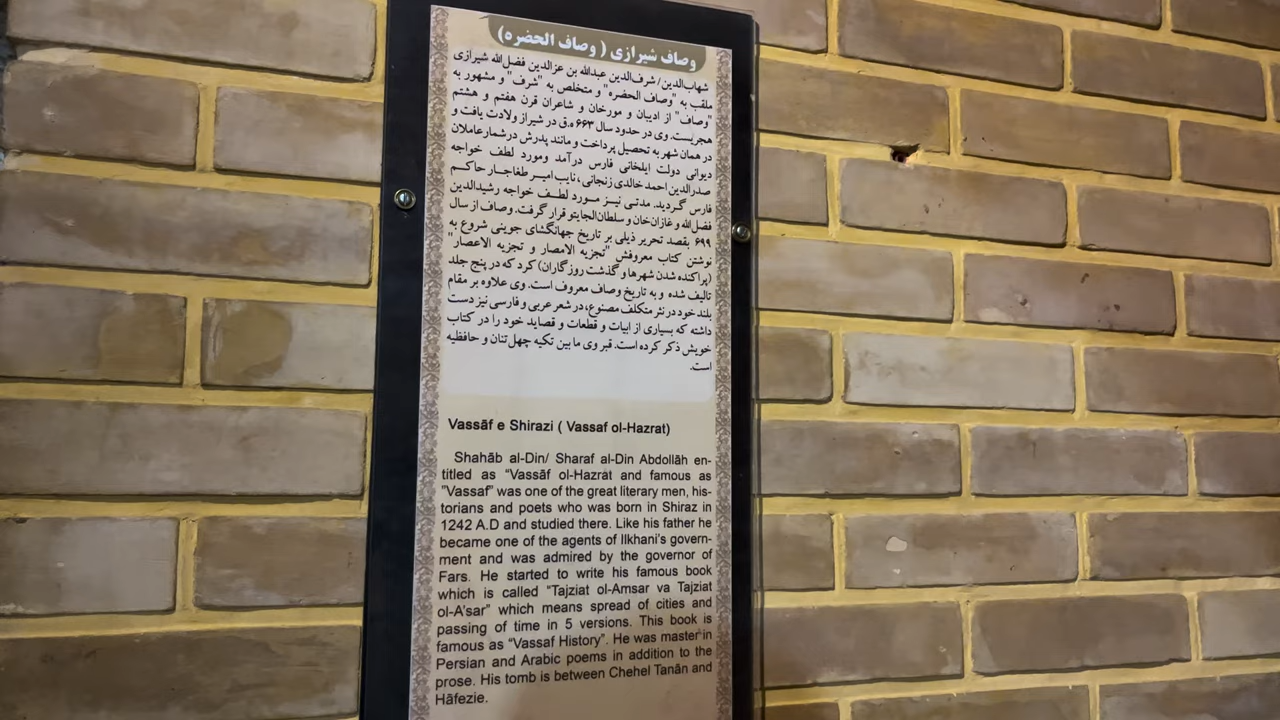 وصاف شیرازی ( وصاف الحضره)
شهاب‌الدین/ شرف‌الدین عبدالله بن عزالدین فضل‌الله شیرازی
ملقب به "وصاف الحضره" و متخلص به "شرف" و مشهور به
"وصاف" از ادیبان و مورخان و شاعران قرن هفتم و هشتم
هجریست. وی در حدود سال ۶۶۳ ه.ق در شیراز ولادت یافت و
در همان شهر به تحصیل پرداخت و مانند پدرش در شمار عاملان
دیوانی دولت ایلخانی فارس درآمد ومورد لطف خواجه
صدرالدین احمد خالدی زنجانی، نایب امیر طغاجار حاکم
فارس گردید. مدتی نیز مورد لطف خواجه رشیدالدین
فضل‌الله و غازان‌خان و سلطان‌الجایتو قرار گرفت. وصاف از سال
۶۹۹ بقصد تحریر ذیلی بر تاریخ جهانگشای جوینی شروع به
نوشتن کتاب معروفش "تجزیه الامصار و تجزیه الاعصار"
(پراکنده شدن شهرها و گذشت روزگاران) کرد که در پنج جلد
تالیف شده و به تاریخ وصاف معروف است. وی علاوه بر مقام
بلند خود در نثر متکلف مصنوع، در شعر عربی و فارسی نیز دست
داشته که بسیاری از ابیات و قطعات و قصاید خود را در کتاب
خویش ذکر کرده است. قبر وی ما بین تکیه چهل‌تنان و حافظیه
است.
Vassāf e Shirazi ( Vassaf ol-Hazrat)
Shahāb al-Din/ Sharaf al-Din Abdollāh en-
titled as “Vassāf ol-Hazrat and famous as
"Vassaf” was one of the great literary men, his-
torians and poets who was born in Shiraz in
1242 A.D and studied there. Like his father he
became one of the agents of Ilkhani’s govern-
ment and was admired by the governor of
Fars. He started to write his famous book
which is called “Tajziat ol-Amsar va Tajziat
ol-A’sar” which means spread of cities and
passing of time in 5 versions. This book is
famous as “Vassaf History”. He was master in
Persian and Arabic poems in addition to the
prose. His tomb is between Chehel Tanān and
Hāfezie.